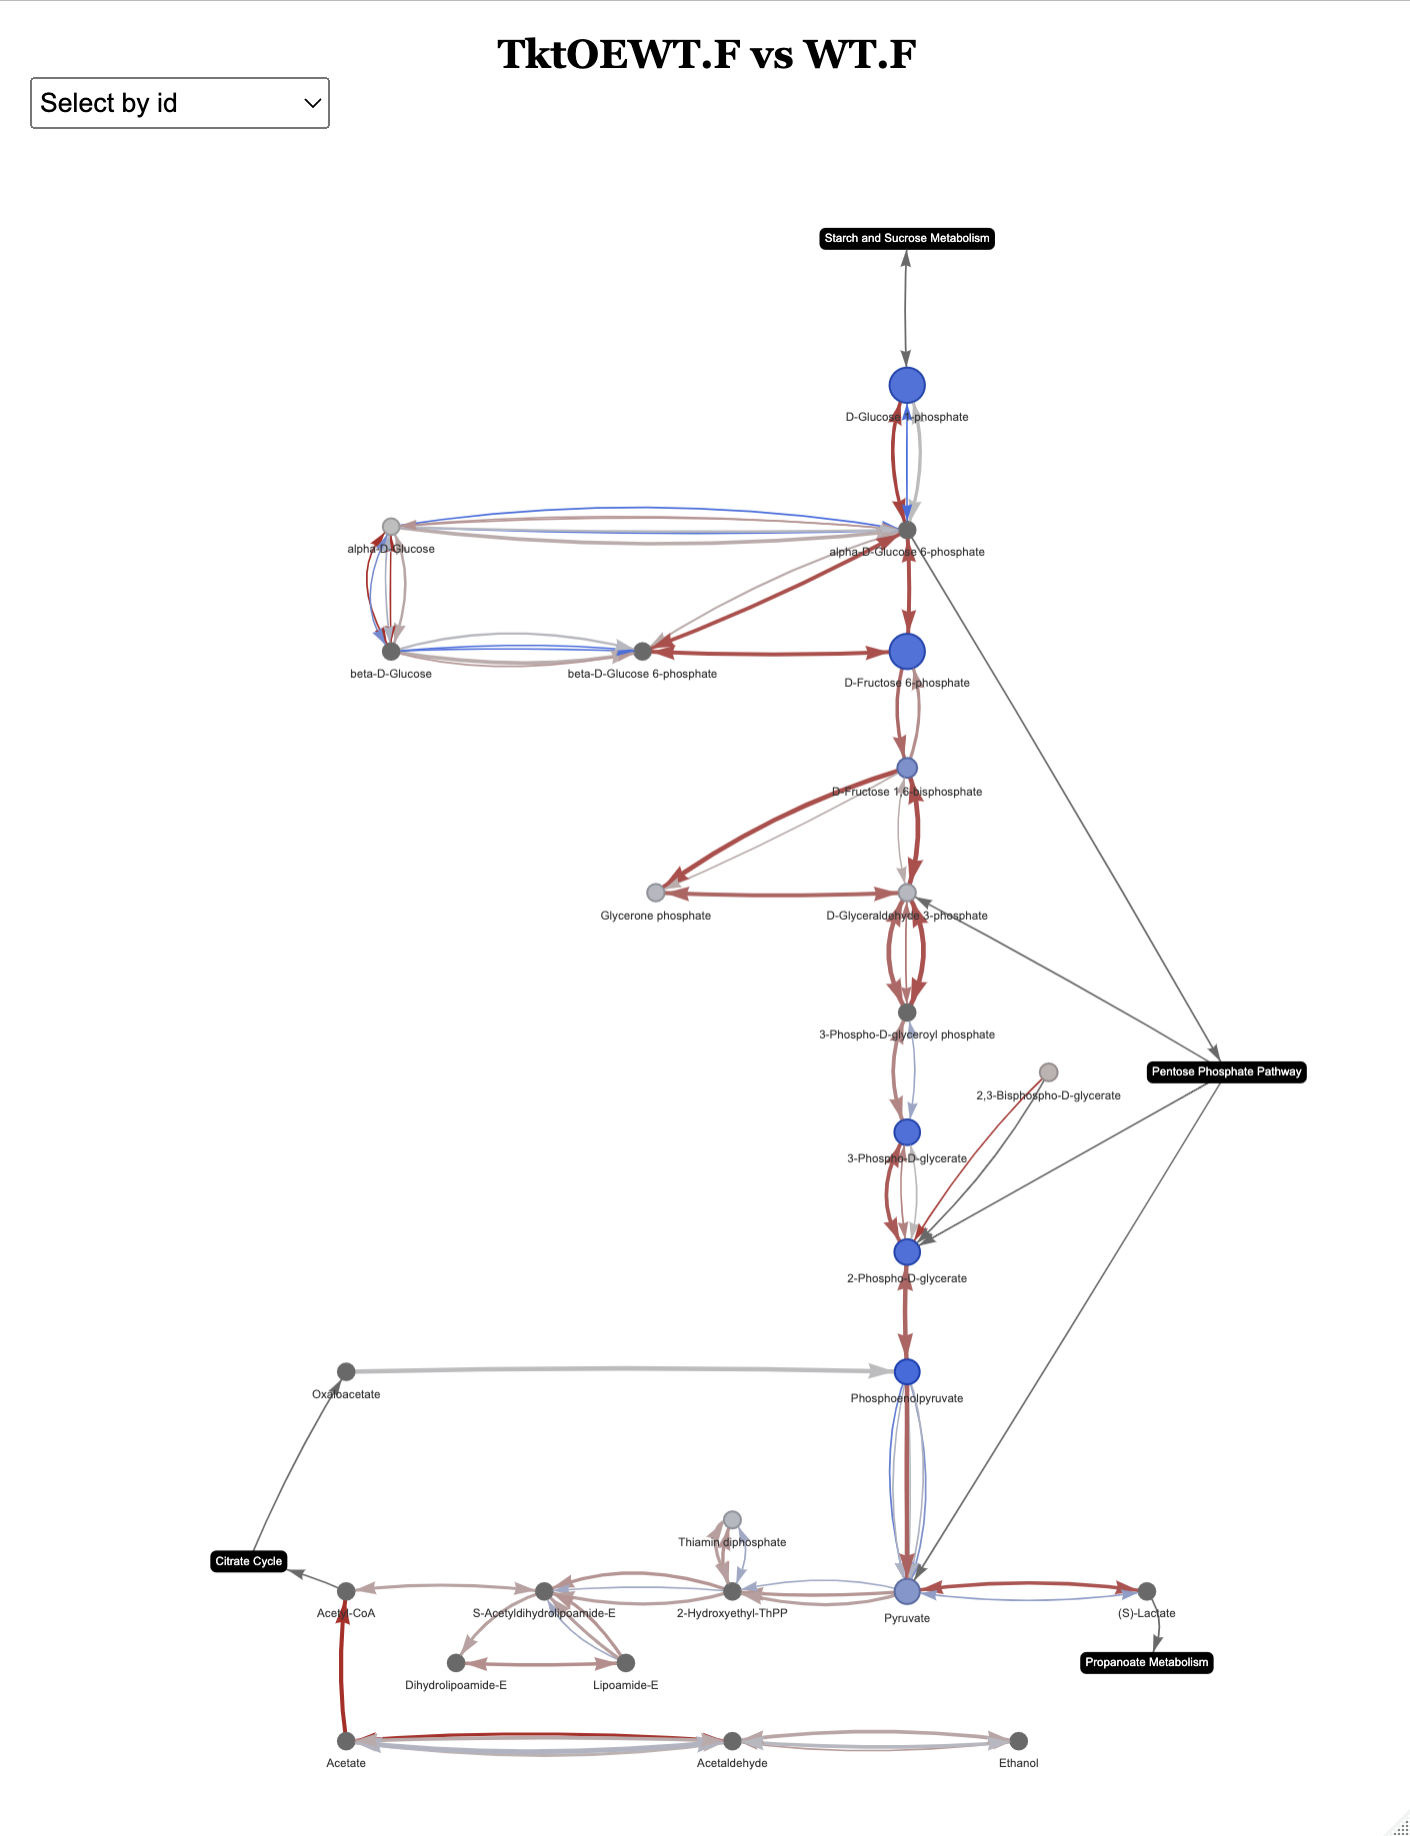 TktOEWT.F vs WT.F
Select by id
Starch and Sucrose Metabolism
D-Glucose 1-phosphate
alpha-D-Glucose
alpha-D-Glucose 6-phosphate
beta-D-Glucose
beta-D-Glucose 6-phosphate
D-Fructose 6-phosphate
D-Fructose 1,6-bisphosphate
Glycerone phosphate
D-Glyceraldehyde 3-phosphate
3-Phospho-D-glyceroyl phosphate
Pentose Phosphate Pathway
2,3-Bisphospho-D-glycerate
3-Phospho-D-glycerate
2-Phospho-D-glycerate
Oxaloacetate
Phosphoenolpyruvate
Thiamin diphosphate
Citrate Cycle
Acetyl-CoA
S-Acetyldihydrolipoamide-E
2-Hydroxyethyl-ThPP
Pyruvate
(S)-Lactate
Propanoate Metabolism
Dihydrolipoamide-E
Lipoamide-E
Acetate
Acetaldehyde
Ethanol